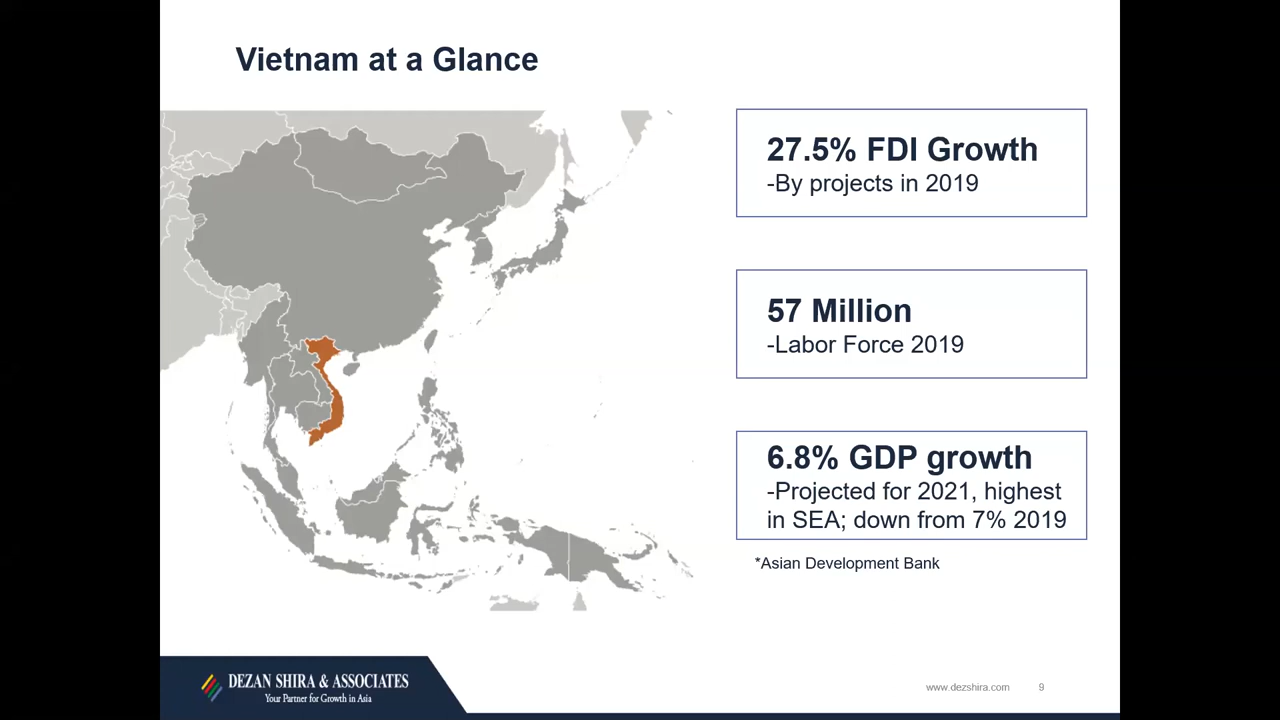 Vietnam at a Glance
27.5% FDI Growth
-By projects in 2019
57 Million
-Labor Force 2019
6.8% GDP growth
-Projected for 2021, highest
in SEA; down from 7% 2019
*Asian Development Bank
DEZAN SHIRA & ASSOCIATES
Your Partner for Growth in Asia
www.dezshira.com 9